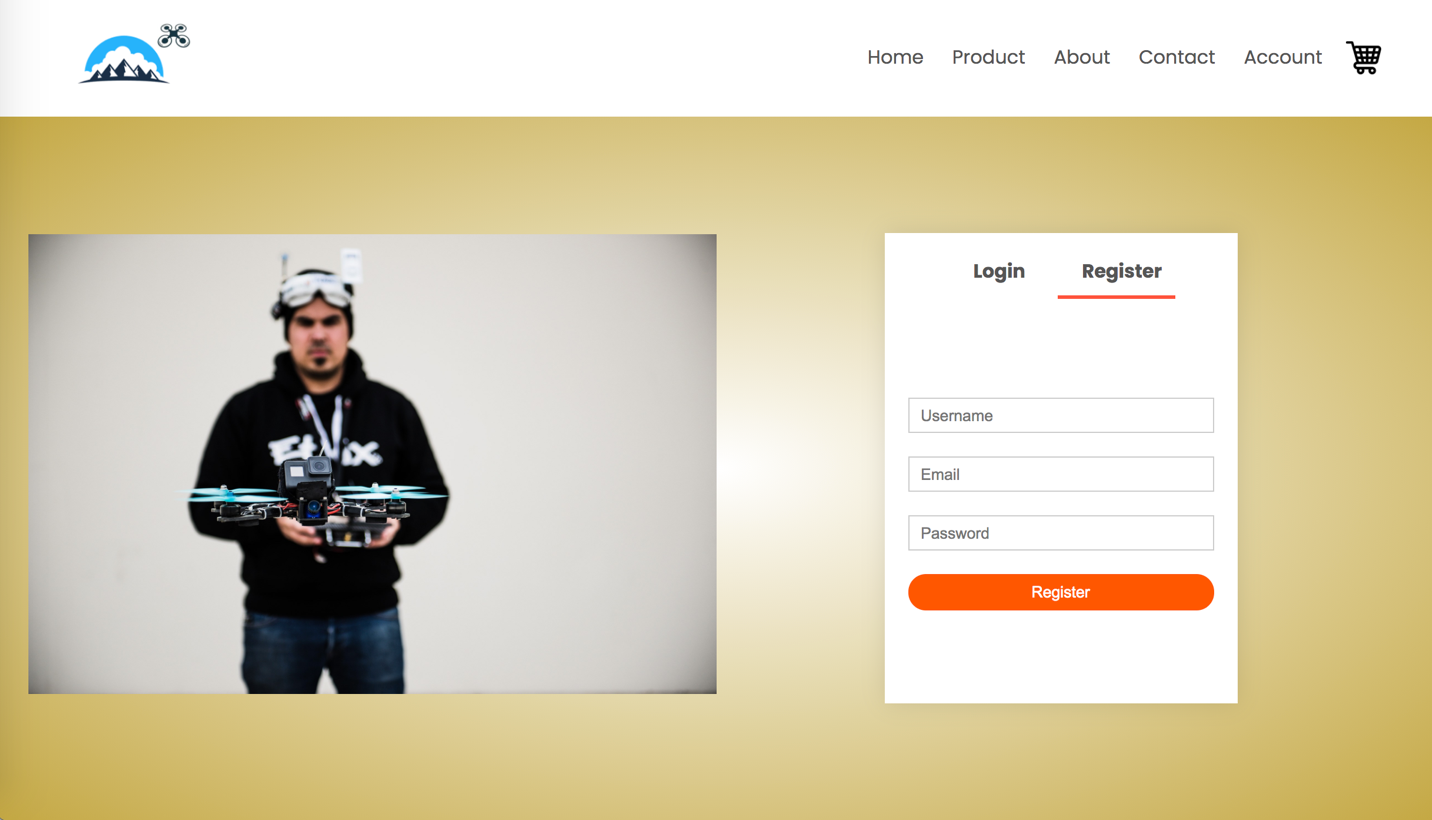 Home Product About Contact Account
Login Register
Username
Email
Password
Register